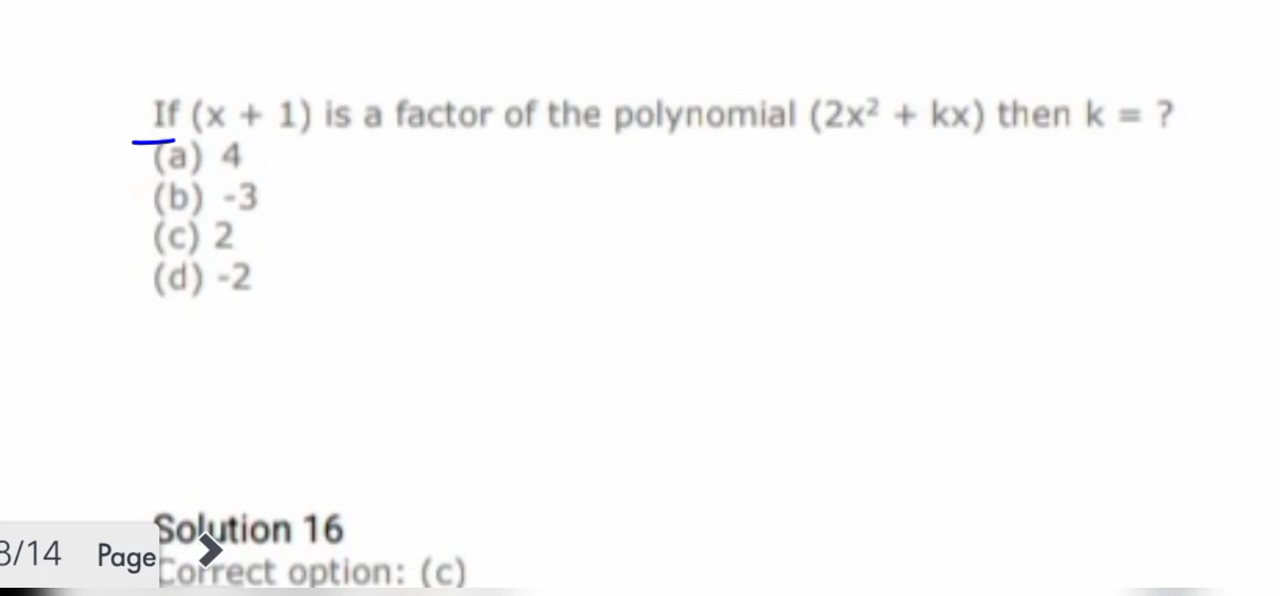 If (x + 1) is a factor of the polynomial (2x² + kx) then k = ?
(a) 4
(b) -3
(c) 2
(d) -2
Solution 16
/14 Page
Correct option: (c)